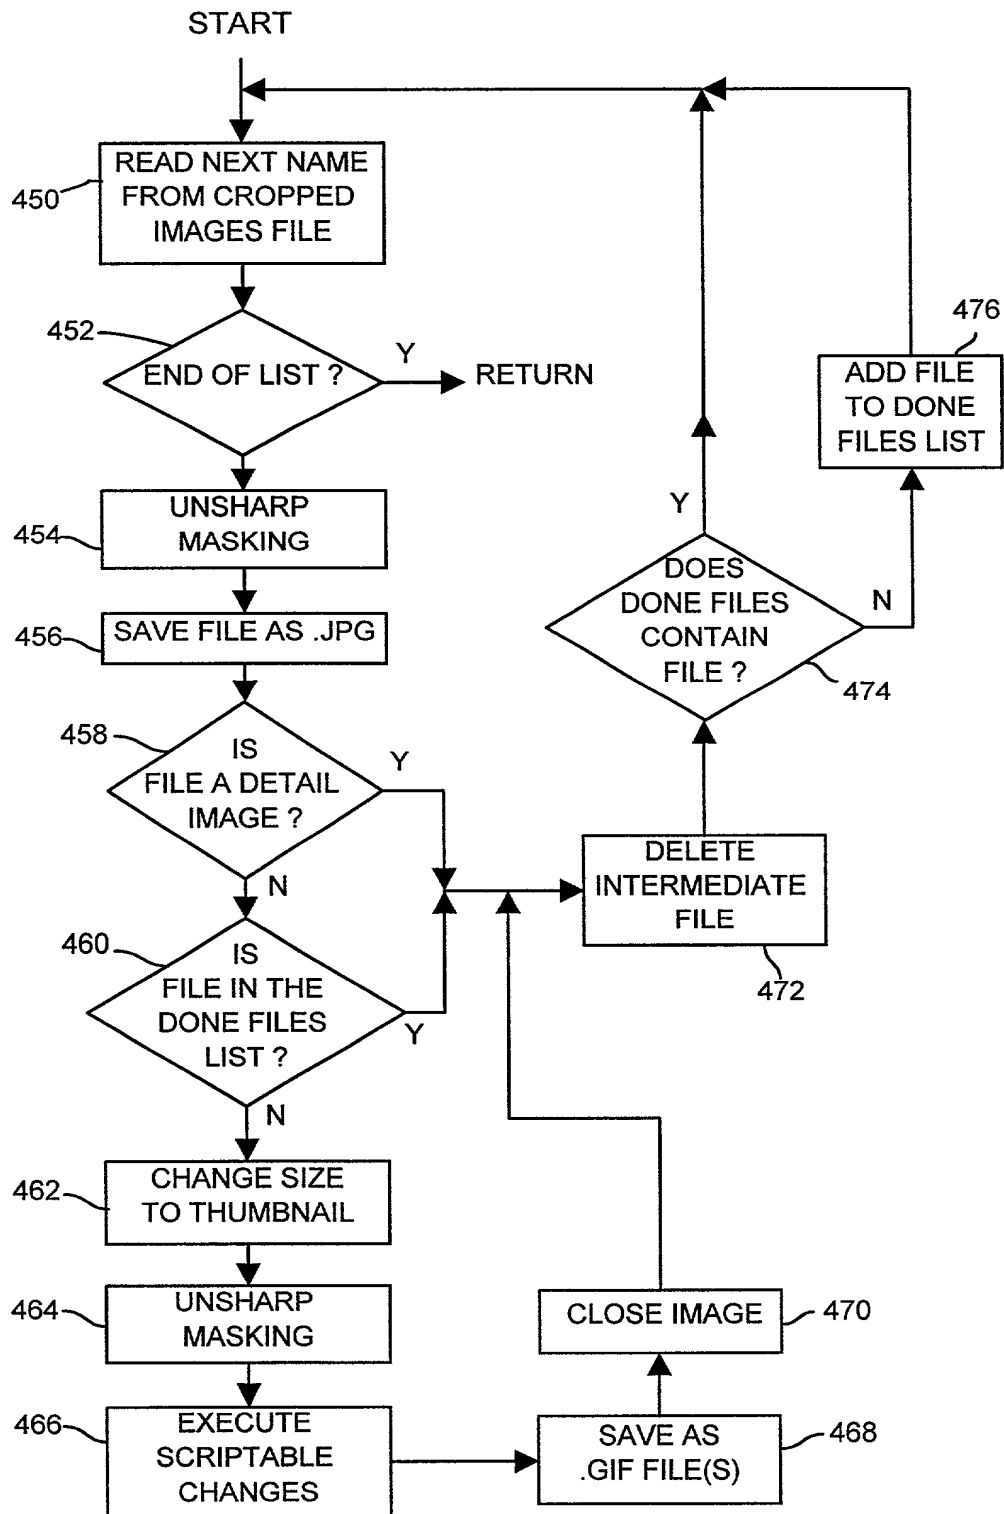 START
450
READ NEXT NAME
FROM CROPPED
IMAGES FILE
452
END OF LIST ?
Y
RETURN
454
UNSHARP
MASKING
456
SAVE FILE AS .JPG
458
IS
FILE A DETAIL
IMAGE ?
Y
N
460
IS
FILE IN THE
DONE FILES
LIST ?
Y
N
462
CHANGE SIZE
TO THUMBNAIL
464
UNSHARP
MASKING
466
EXECUTE
SCRIPTABLE
CHANGES
SAVE AS
.GIF FILE(S)
468
CLOSE IMAGE
470
DELETE
INTERMEDIATE
FILE
472
DOES
DONE FILES
CONTAIN
FILE ?
474
Y
N
476
ADD FILE
TO DONE
FILES LIST